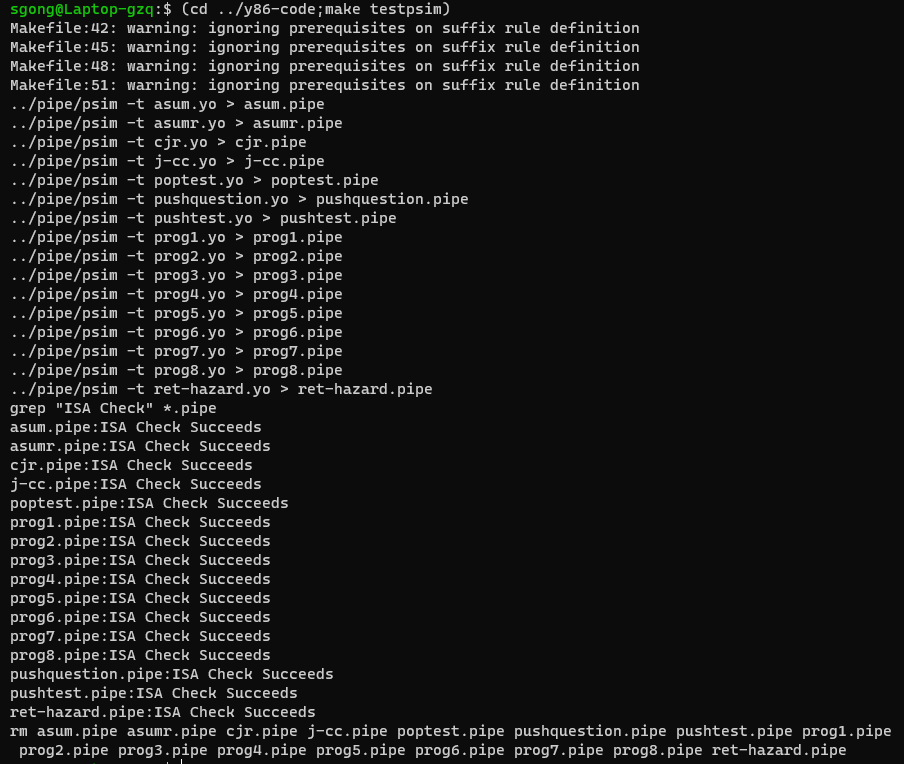 sgong@Laptop-gzq:$ (cd ../y86-code;make testpsim)
Makefile:42: warning: ignoring prerequisites on suffix rule definition
Makefile:45: warning: ignoring prerequisites on suffix rule definition
Makefile:48: warning: ignoring prerequisites on suffix rule definition
Makefile:51: warning: ignoring prerequisites on suffix rule definition
../pipe/psim -t asum.yo > asum.pipe
../pipe/psim -t asumr.yo > asumr.pipe
../pipe/psim -t cjr.yo > cjr.pipe
../pipe/psim -t j-cc.yo > j-cc.pipe
../pipe/psim -t poptest.yo > poptest.pipe
../pipe/psim -t pushquestion.yo > pushquestion.pipe
../pipe/psim -t pushtest.yo > pushtest.pipe
../pipe/psim -t prog1.yo > prog1.pipe
../pipe/psim -t prog2.yo > prog2.pipe
../pipe/psim -t prog3.yo > prog3.pipe
../pipe/psim -t prog4.yo > prog4.pipe
../pipe/psim -t prog5.yo > prog5.pipe
../pipe/psim -t prog6.yo > prog6.pipe
../pipe/psim -t prog7.yo > prog7.pipe
../pipe/psim -t prog8.yo > prog8.pipe
../pipe/psim -t ret-hazard.yo > ret-hazard.pipe
grep "ISA Check" *.pipe
asum.pipe:ISA Check Succeeds
asumr.pipe:ISA Check Succeeds
cjr.pipe:ISA Check Succeeds
j-cc.pipe:ISA Check Succeeds
poptest.pipe:ISA Check Succeeds
prog1.pipe:ISA Check Succeeds
prog2.pipe:ISA Check Succeeds
prog3.pipe:ISA Check Succeeds
prog4.pipe:ISA Check Succeeds
prog5.pipe:ISA Check Succeeds
prog6.pipe:ISA Check Succeeds
prog7.pipe:ISA Check Succeeds
prog8.pipe:ISA Check Succeeds
pushquestion.pipe:ISA Check Succeeds
pushtest.pipe:ISA Check Succeeds
ret-hazard.pipe:ISA Check Succeeds
rm asum.pipe asumr.pipe cjr.pipe j-cc.pipe poptest.pipe pushquestion.pipe pushtest.pipe prog1.pipe
prog2.pipe prog3.pipe prog4.pipe prog5.pipe prog6.pipe prog7.pipe prog8.pipe ret-hazard.pipe